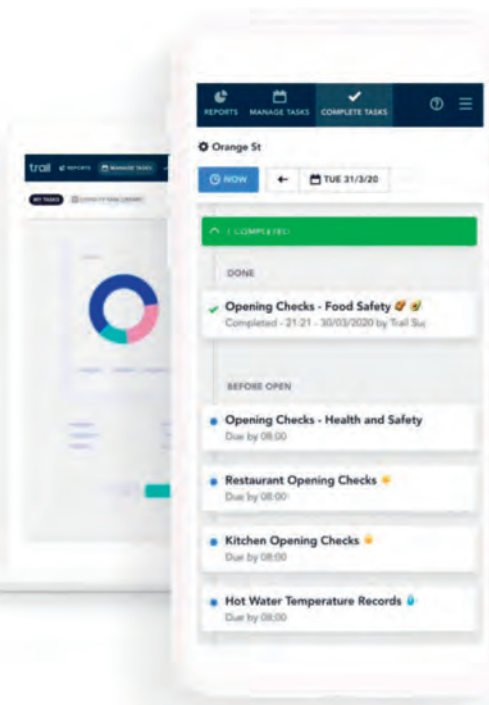 trail REPORTS MANAGE TASKS
MY TASKS
REPORTS MANAGE TASKS COMPLETE TASKS
Orange St
NOW TUE 31/3/20
1 COMPLETED
DONE
Opening Checks - Food Safety
Completed - 21:21 - 30/03/2020 by Trail
BEFORE OPEN
Opening Checks - Health and Safety
Due by 08:00
Restaurant Opening Checks
Due by 08:00
Kitchen Opening Checks
Due by 08:00
Hot Water Temperature Records
Due by 08:00